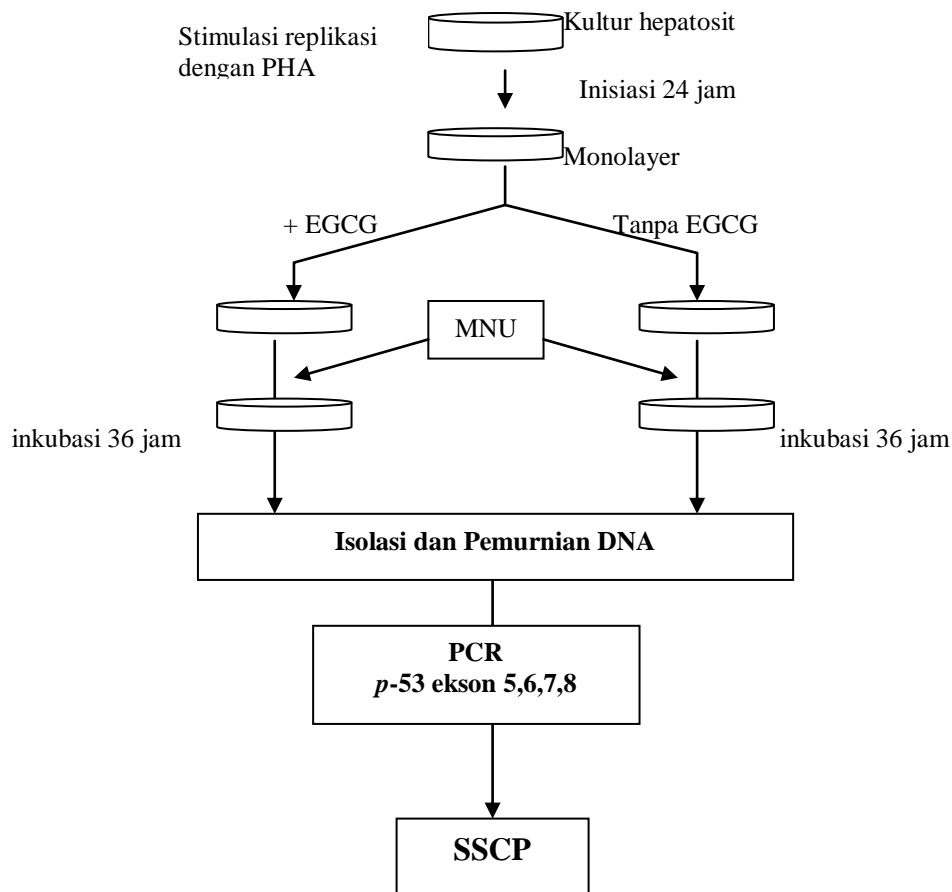 Stimulasi replikasi
dengan PHA
Kultur hepatosit
Inisiasi 24 jam
Monolayer
+ EGCG
Tanpa EGCG
MNU
inkubasi 36 jam
inkubasi 36 jam
Isolasi dan Pemurnian DNA
PCR
p-53 ekson 5,6,7,8
SSCP